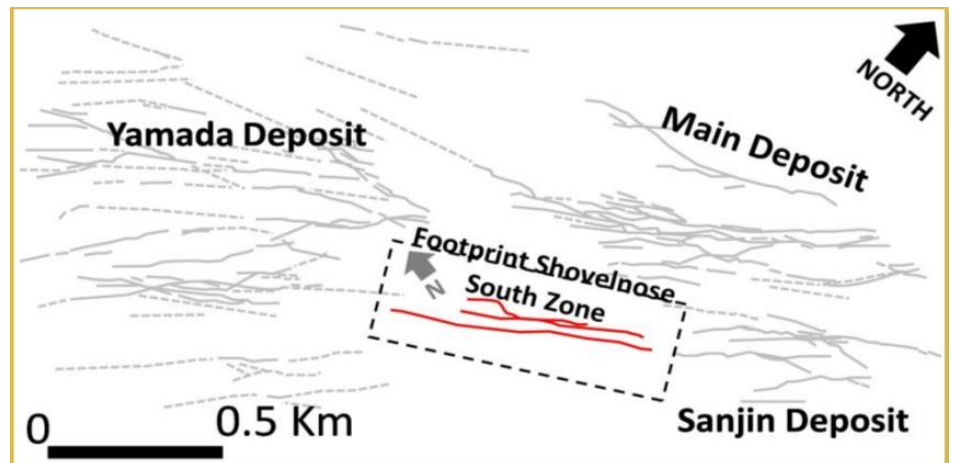 NORTH
Yamada Deposit
Main Deposit
Footprint Shovelnose
South Zone
N
0
0.5 Km
Sanjin Deposit